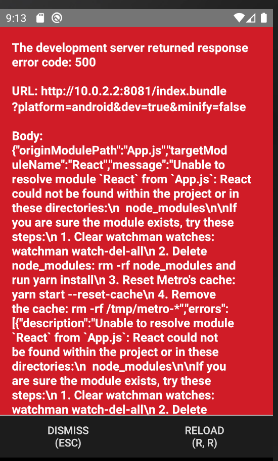 9:13
The development server returned response
error code: 500
URL: http://10.0.2.2:8081/index.bundle
?platform=android&dev=true&minify=false
Body:
{"originModulePath":"App.js","targetMod
uleName":"React","message":"Unable to
resolve module `React` from `App.js`: React
could not be found within the project or in
these directories:\n  node_modules\n\nIf
you are sure the module exists, try these
steps:\n 1. Clear watchman watches:
watchman watch-del-all\n 2. Delete
node_modules: rm -rf node_modules and
run yarn install\n 3. Reset Metro's cache:
yarn start --reset-cache\n 4. Remove
the cache: rm -rf /tmp/metro-*","errors":
[{"description":"Unable to resolve module
`React` from `App.js`: React could not
be found within the project or in these
directories:\n  node_modules\n\nIf you
are sure the module exists, try these
steps:\n 1. Clear watchman watches:
watchman watch-del-all\n 2. Delete
DISMISS
(ESC)
RELOAD
(R, R)